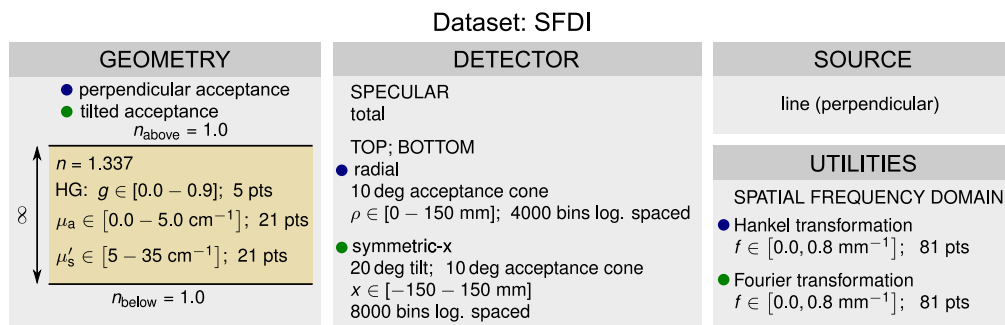 Dataset: SFDI
GEOMETRY
● perpendicular acceptance
● tilted acceptance
n_above = 1.0
∞
n = 1.337
HG: g ∈ [0.0 − 0.9]; 5 pts
μ_a ∈ [0.0 − 5.0 cm⁻¹]; 21 pts
μ′_s ∈ [5 − 35 cm⁻¹]; 21 pts
n_below = 1.0
DETECTOR
SPECULAR
total
TOP; BOTTOM
● radial
10 deg acceptance cone
ρ ∈ [0 − 150 mm]; 4000 bins log. spaced
● symmetric-x
20 deg tilt; 10 deg acceptance cone
x ∈ [−150 − 150 mm]
8000 bins log. spaced
SOURCE
line (perpendicular)
UTILITIES
SPATIAL FREQUENCY DOMAIN
● Hankel transformation
f ∈ [0.0, 0.8 mm⁻¹]; 81 pts
● Fourier transformation
f ∈ [0.0, 0.8 mm⁻¹]; 81 pts